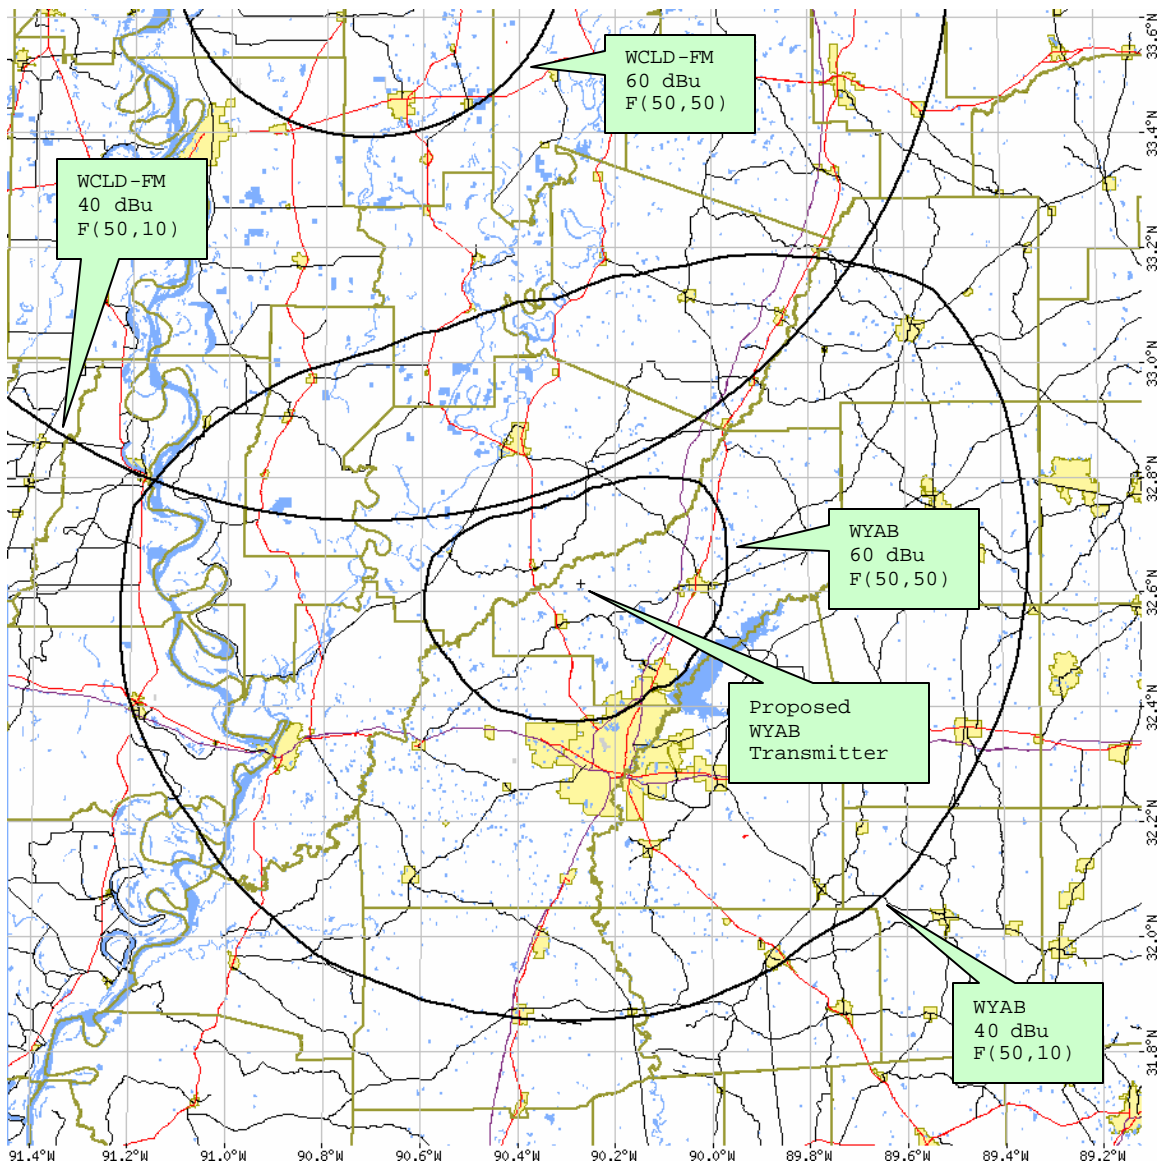 WCLD-FM
60 dBu
F(50,50)
WCLD-FM
40 dBu
F(50,10)
WYAB
60 dBu
F(50,50)
Proposed
WYAB
Transmitter
WYAB
40 dBu
F(50,10)
33.6°N
33.4°N
33.2°N
33.0°N
32.8°N
32.6°N
32.4°N
32.2°N
32.0°N
31.8°N
91.4°W 91.2°W 91.0°W 90.8°W 90.6°W 90.4°W 90.2°W 90.0°W 89.8°W 89.6°W 89.4°W 89.2°W